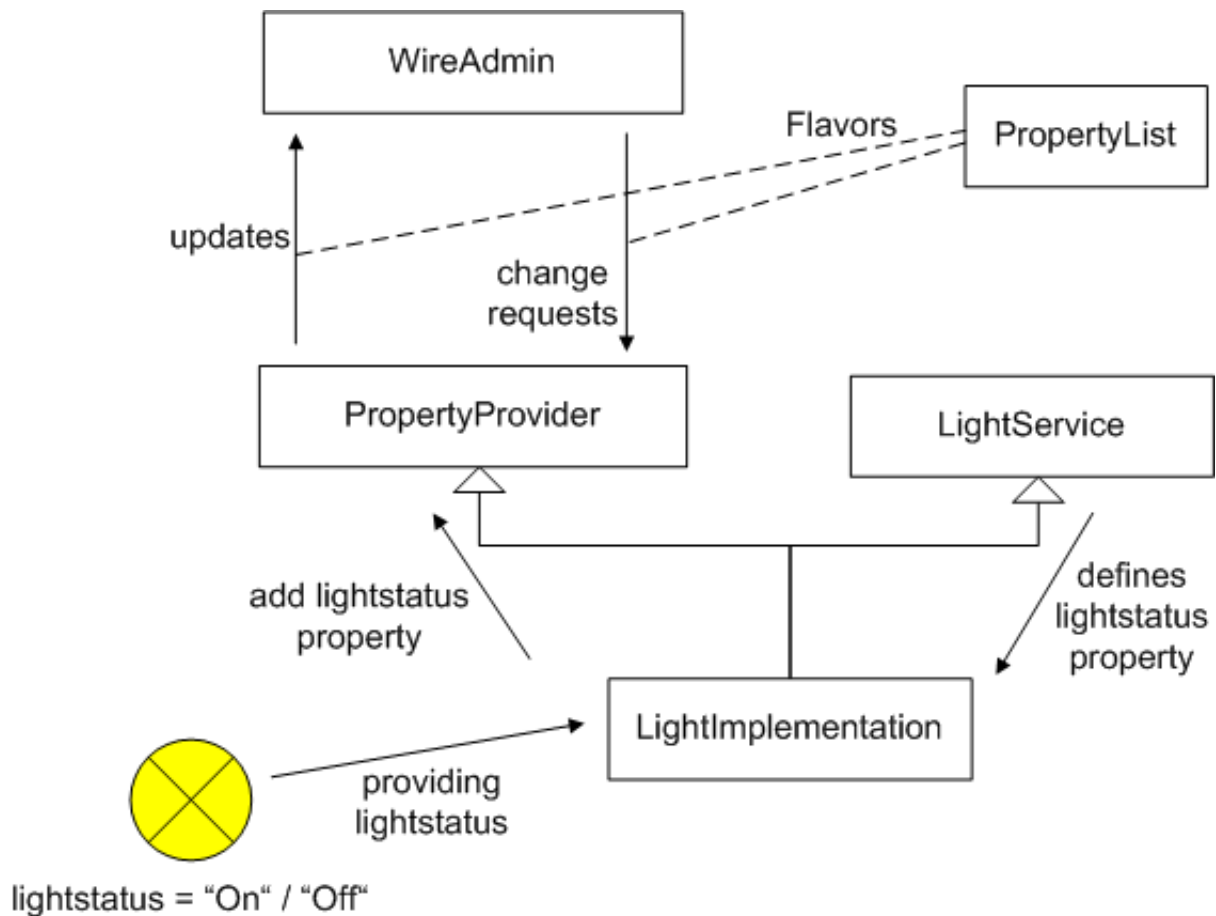 WireAdmin
Flavors
PropertyList
updates
change
requests
PropertyProvider
LightService
add lightstatus
property
defines
lightstatus
property
LightImplementation
providing
lightstatus
lightstatus = “On“ / “Off“